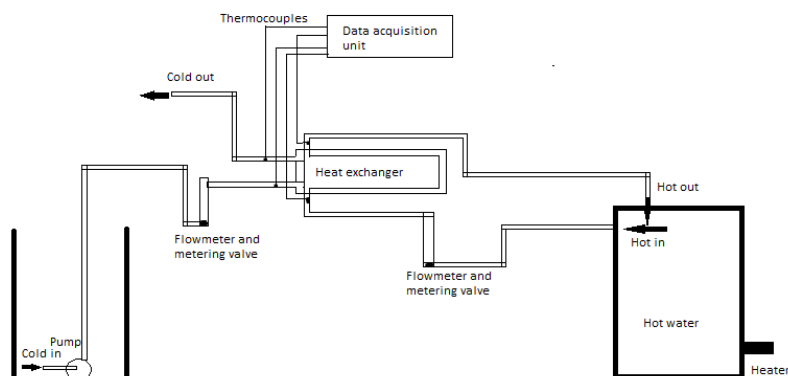 Thermocouples
Data acquisition
unit
Cold out
Heat exchanger
Hot out
Hot in
Flowmeter and
metering valve
Flowmeter and
metering valve
Hot water
Pump
Cold in
Heater